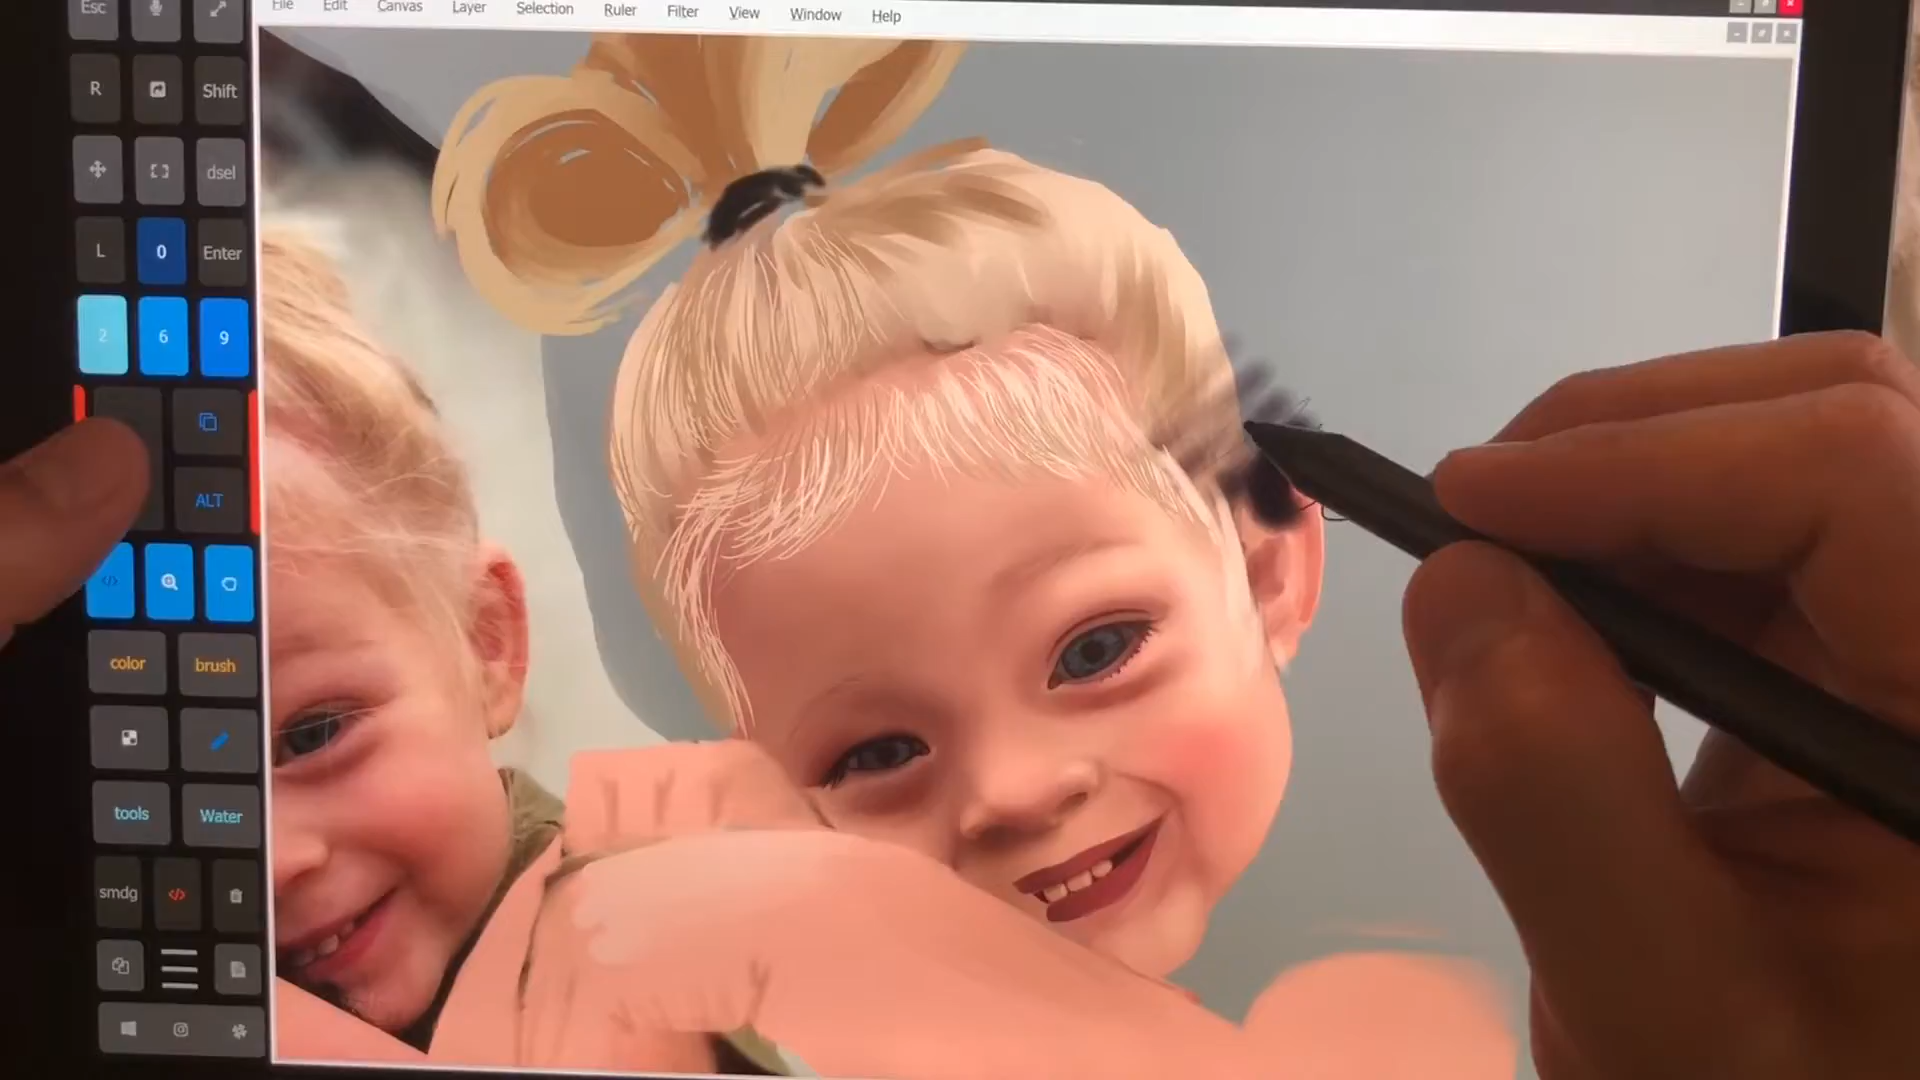 File Edit Canvas Layer Selection Ruler Filter View Window Help
Esc
R Shift
dsel
L 0 Enter
2 6 9
ALT
</>
color brush
tools Water
smdg </>